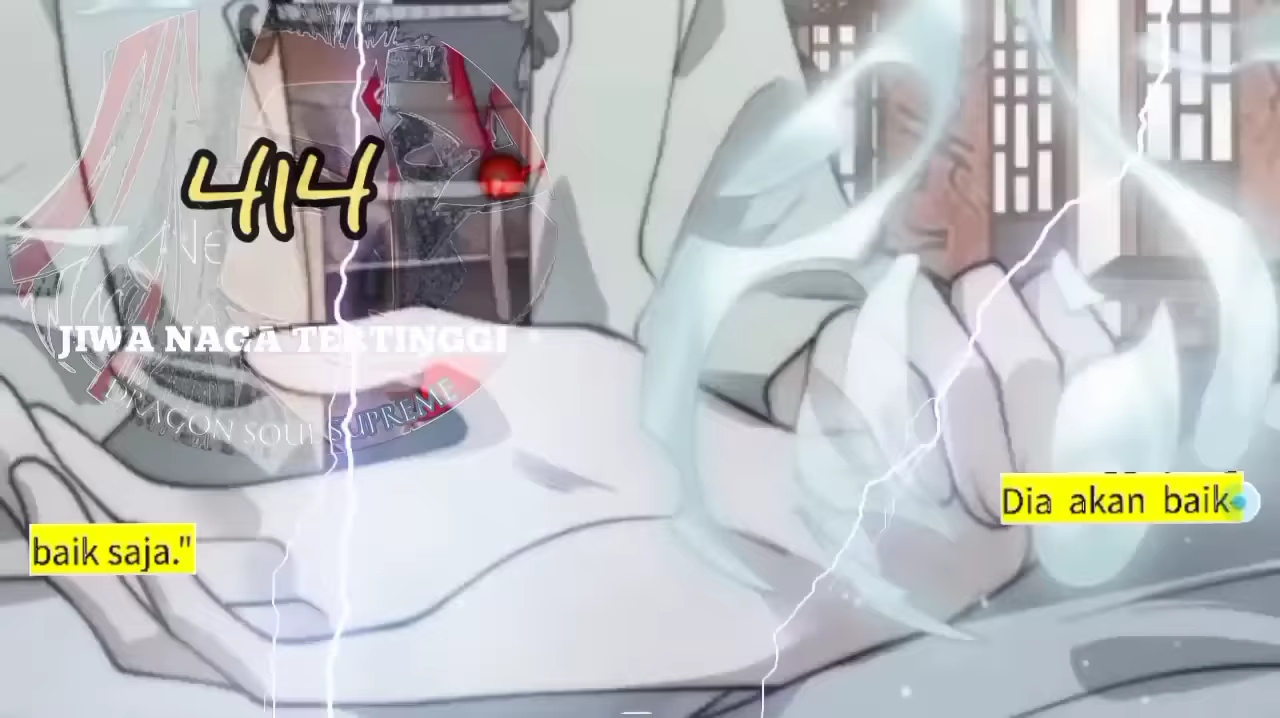 414
JIWA NAGA TERTINGGI
DRAGON SOUL SUPREME
Dia akan baik
baik saja."